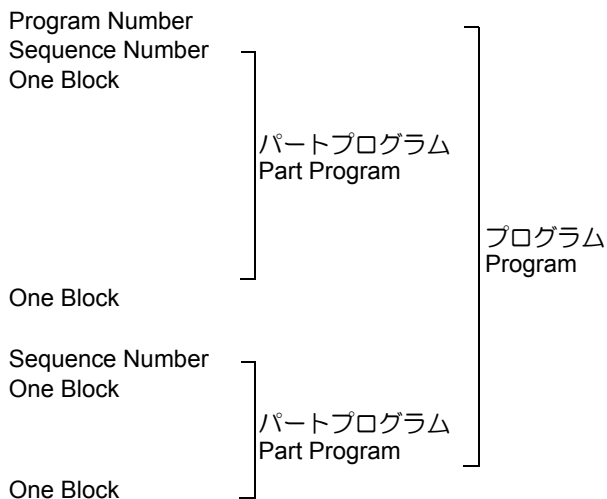 Program Number
Sequence Number
One Block
パートプログラム
Part Program
プログラム
Program
One Block
Sequence Number
One Block
パートプログラム
Part Program
One Block